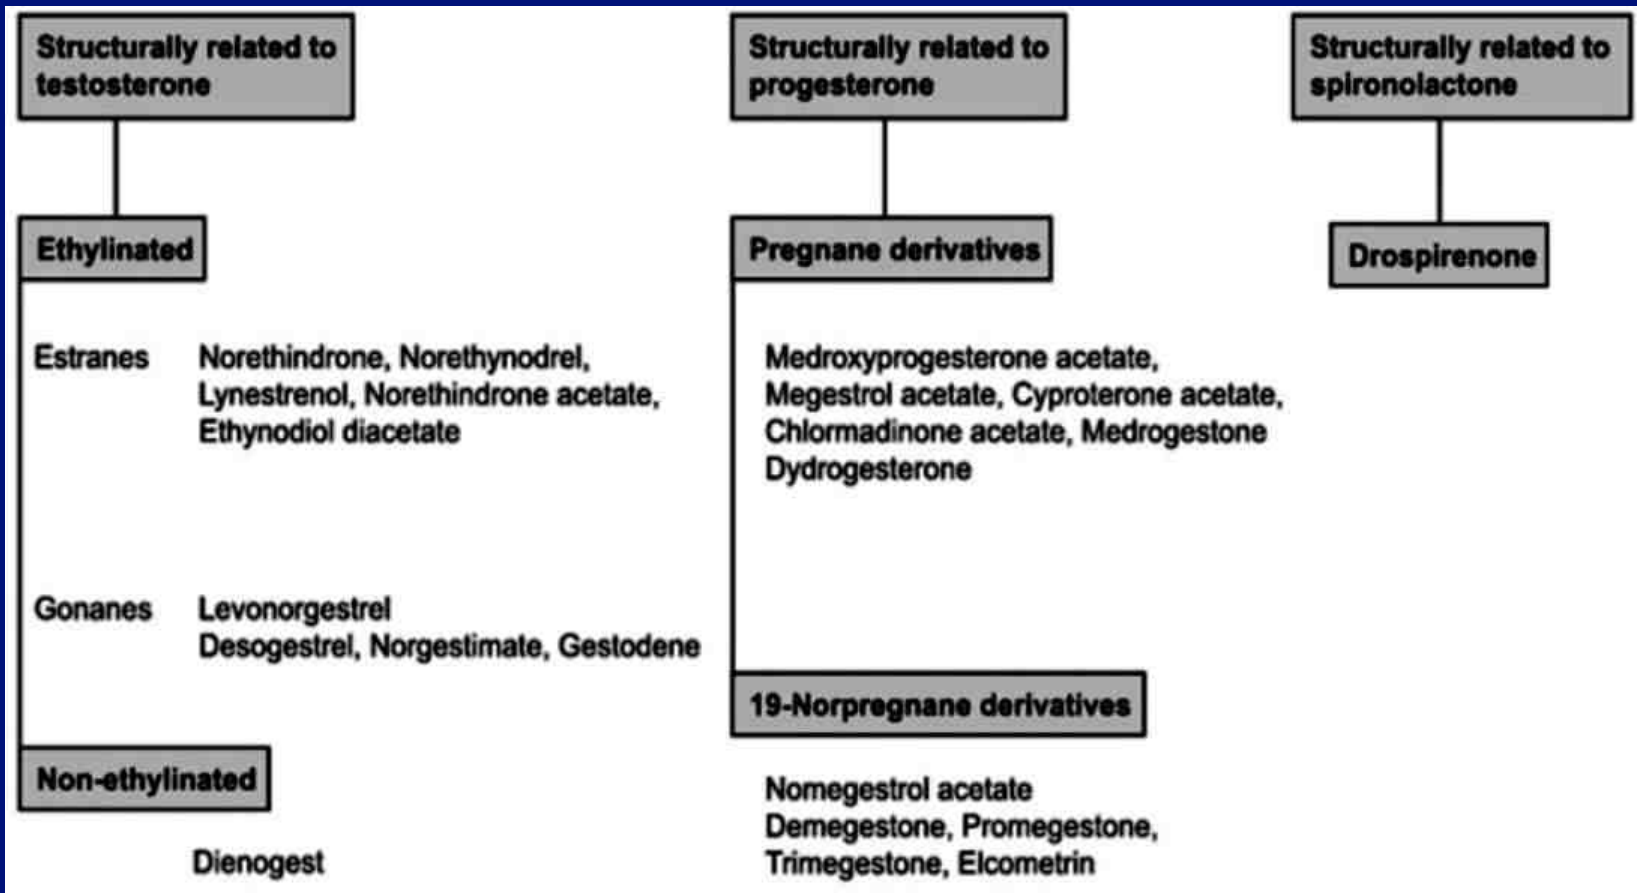 Structurally related to
testosterone
Ethylinated
Estranes Norethindrone, Norethynodrel,
Lynestrenol, Norethindrone acetate,
Ethynodiol diacetate
Gonanes Levonorgestrel
Desogestrel, Norgestimate, Gestodene
Non-ethylinated
Dienogest
Structurally related to
progesterone
Pregnane derivatives
Medroxyprogesterone acetate,
Megestrol acetate, Cyproterone acetate,
Chlormadinone acetate, Medrogestone
Dydrogesterone
19-Norpregnane derivatives
Nomegestrol acetate
Demegestone, Promegestone,
Trimegestone, Elcometrin
Structurally related to
spironolactone
Drospirenone